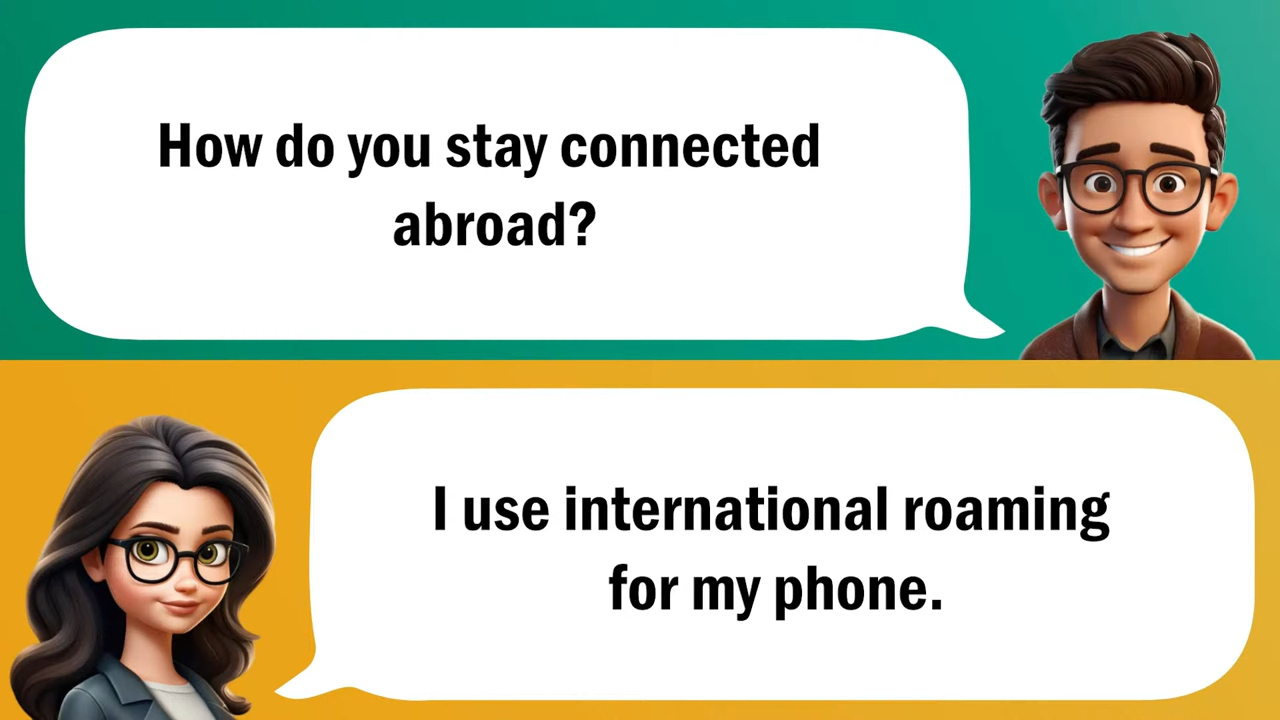 How do you stay connected
abroad?
I use international roaming
for my phone.